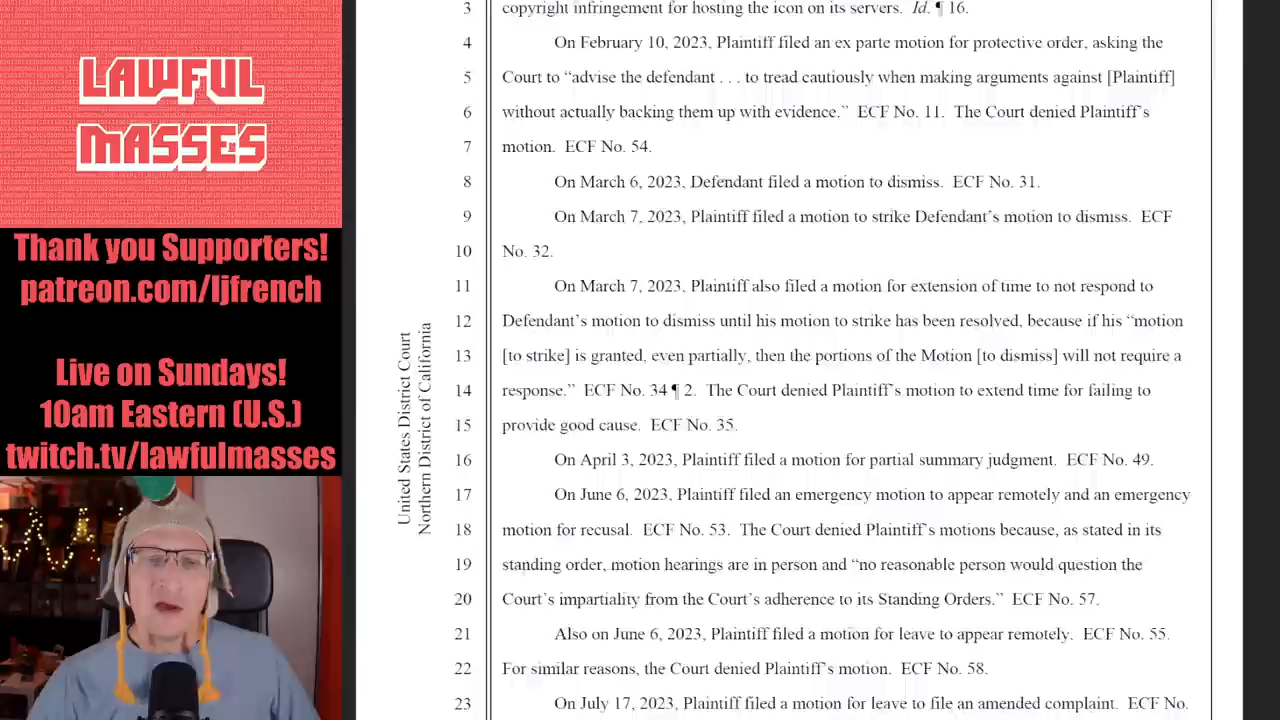 LAWFUL
MASSES
Thank you Supporters!
patreon.com/ljfrench
Live on Sundays!
10am Eastern (U.S.)
twitch.tv/lawfulmasses
United States District Court
Northern District of California
3 copyright infringement for hosting the icon on its servers. Id. ¶ 16.
4 On February 10, 2023, Plaintiff filed an ex parte motion for protective order, asking the
5 Court to “advise the defendant . . . to tread cautiously when making arguments against [Plaintiff]
6 without actually backing them up with evidence.” ECF No. 11. The Court denied Plaintiff’s
7 motion. ECF No. 54.
8 On March 6, 2023, Defendant filed a motion to dismiss. ECF No. 31.
9 On March 7, 2023, Plaintiff filed a motion to strike Defendant’s motion to dismiss. ECF
10 No. 32.
11 On March 7, 2023, Plaintiff also filed a motion for extension of time to not respond to
12 Defendant’s motion to dismiss until his motion to strike has been resolved, because if his “motion
13 [to strike] is granted, even partially, then the portions of the Motion [to dismiss] will not require a
14 response.” ECF No. 34 ¶ 2. The Court denied Plaintiff’s motion to extend time for failing to
15 provide good cause. ECF No. 35.
16 On April 3, 2023, Plaintiff filed a motion for partial summary judgment. ECF No. 49.
17 On June 6, 2023, Plaintiff filed an emergency motion to appear remotely and an emergency
18 motion for recusal. ECF No. 53. The Court denied Plaintiff’s motions because, as stated in its
19 standing order, motion hearings are in person and “no reasonable person would question the
20 Court’s impartiality from the Court’s adherence to its Standing Orders.” ECF No. 57.
21 Also on June 6, 2023, Plaintiff filed a motion for leave to appear remotely. ECF No. 55.
22 For similar reasons, the Court denied Plaintiff’s motion. ECF No. 58.
23 On July 17, 2023, Plaintiff filed a motion for leave to file an amended complaint. ECF No.